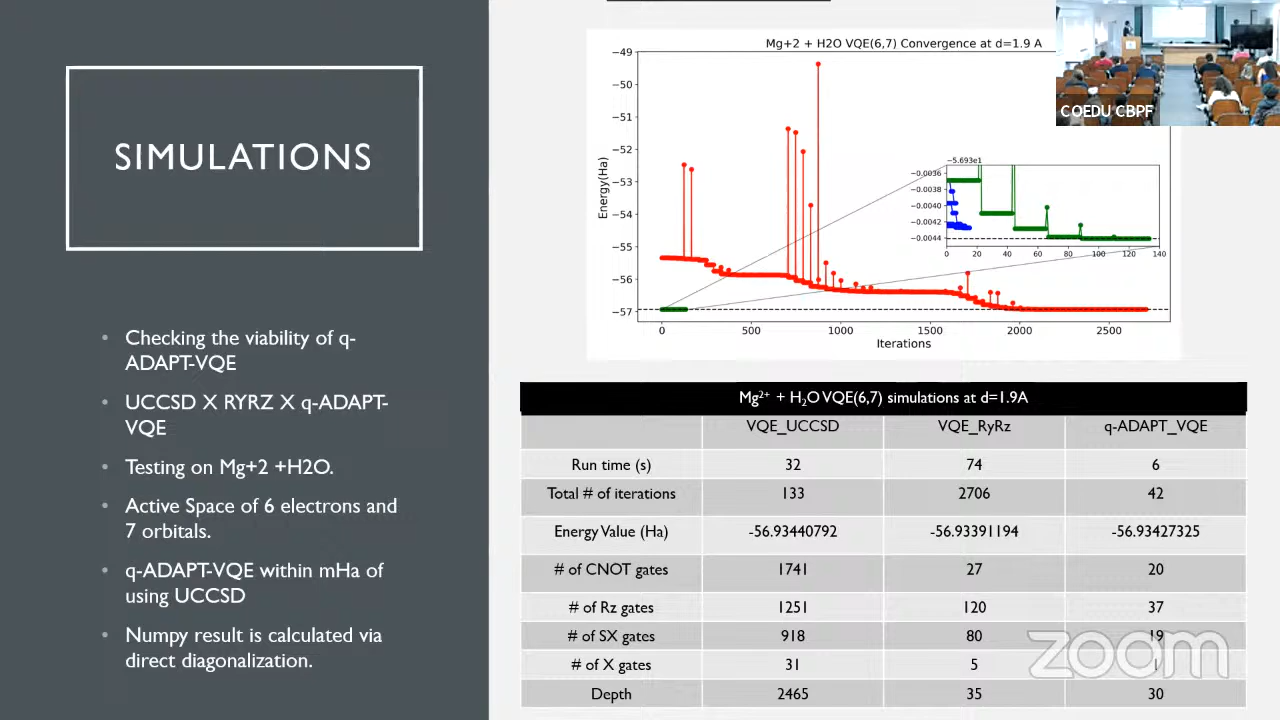 SIMULATIONS
• Checking the viability of q-
ADAPT-VQE
• UCCSD X RYRZ X q-ADAPT-
VQE
• Testing on Mg+2 +H2O.
• Active Space of 6 electrons and
7 orbitals.
• q-ADAPT-VQE within mHa of
using UCCSD
• Numpy result is calculated via
direct diagonalization.
Mg+2 + H2O VQE(6,7) Convergence at d=1.9 A
Energy(Ha)
−49
−50
−51
−52
−53
−54
−55
−56
−57
0 500 1000 1500 2000 2500
Iterations
−5.693e1
−0.0036
−0.0038
−0.0040
−0.0042
−0.0044
0 20 40 60 80 100 120 140
COEDU CBPF
Mg²⁺ + H₂O VQE(6,7) simulations at d=1.9A
VQE_UCCSD VQE_RyRz q-ADAPT_VQE
Run time (s) 32 74 6
Total # of iterations 133 2706 42
Energy Value (Ha) -56.93440792 -56.93391194 -56.93427325
# of CNOT gates 1741 27 20
# of Rz gates 1251 120 37
# of SX gates 918 80 19
# of X gates 31 5 1
Depth 2465 35 30
zoom